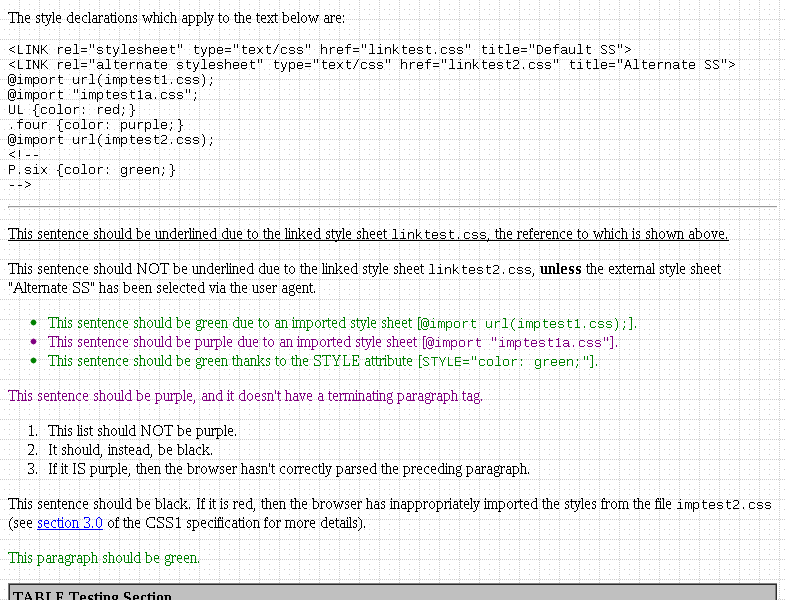 The style declarations which apply to the text below are:
<LINK rel="stylesheet" type="text/css" href="linktest.css" title="Default SS">
<LINK rel="alternate stylesheet" type="text/css" href="linktest2.css" title="Alternate SS">
@import url(imptest1.css);
@import "imptest1a.css";
UL {color: red;}
.four {color: purple;}
@import url(imptest2.css);
<!--
P.six {color: green;}
-->
This sentence should be underlined due to the linked style sheet linktest.css, the reference to which is shown above.
This sentence should NOT be underlined due to the linked style sheet linktest2.css, unless the external style sheet
"Alternate SS" has been selected via the user agent.
• This sentence should be green due to an imported style sheet [@import url(imptest1.css);].
• This sentence should be purple due to an imported style sheet [@import "imptest1a.css"].
• This sentence should be green thanks to the STYLE attribute [STYLE="color: green;"].
This sentence should be purple, and it doesn't have a terminating paragraph tag.
1. This list should NOT be purple.
2. It should, instead, be black.
3. If it IS purple, then the browser hasn't correctly parsed the preceding paragraph.
This sentence should be black. If it is red, then the browser has inappropriately imported the styles from the file imptest2.css
(see section 3.0 of the CSS1 specification for more details).
This paragraph should be green.
TABLE Testing Section